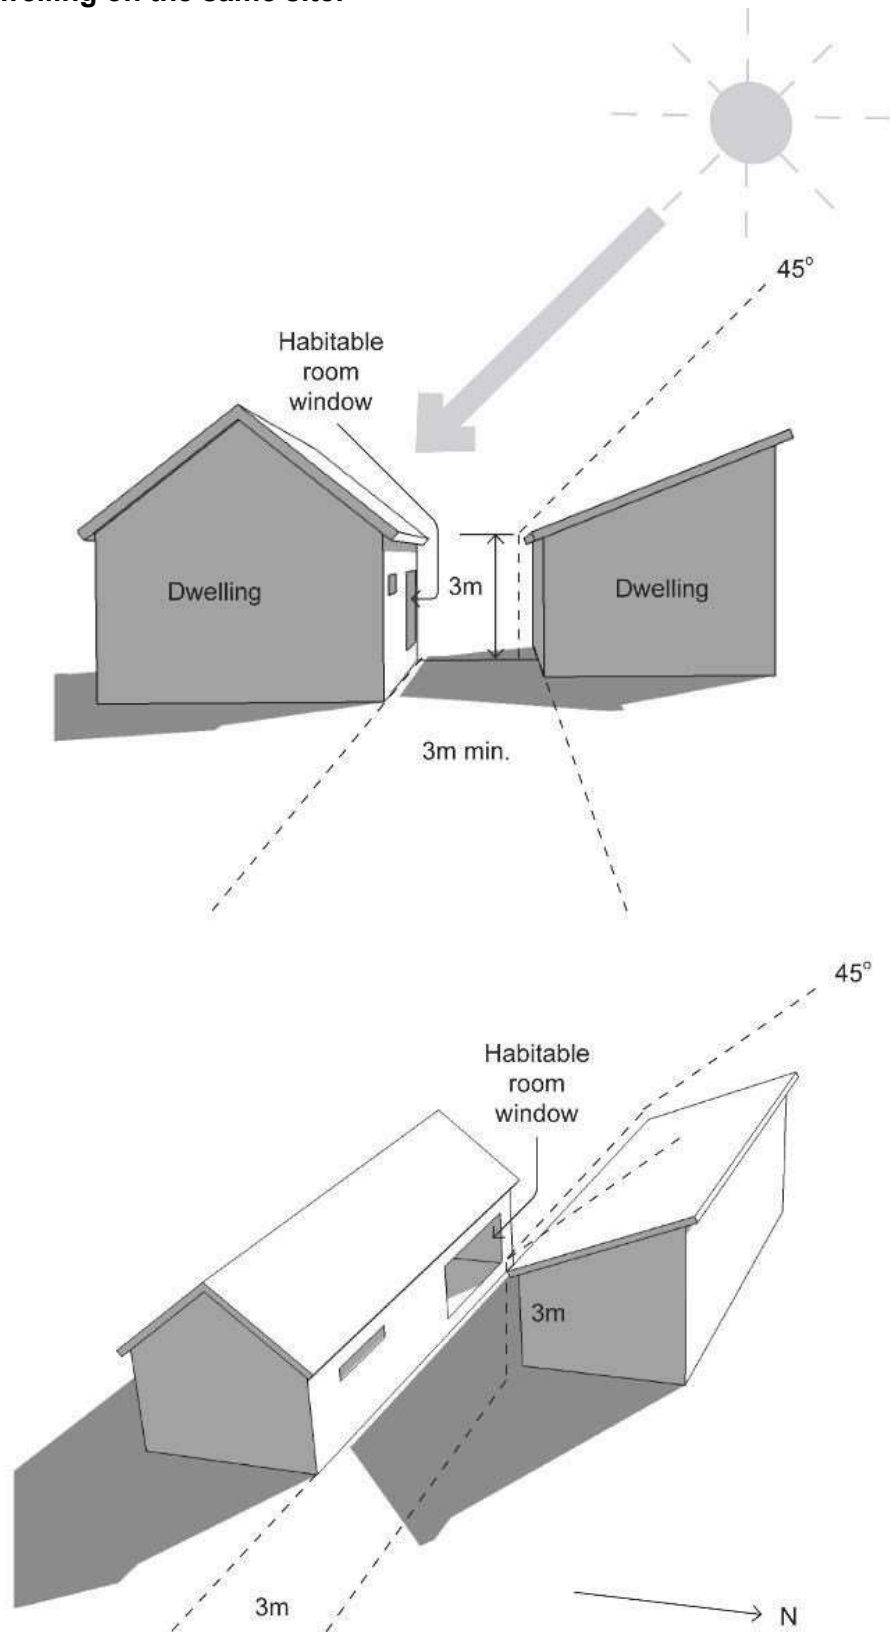 welling on the same site.
45°
Habitable
room
window
Dwelling
3m
Dwelling
3m min.
45°
Habitable
room
window
3m
3m
N